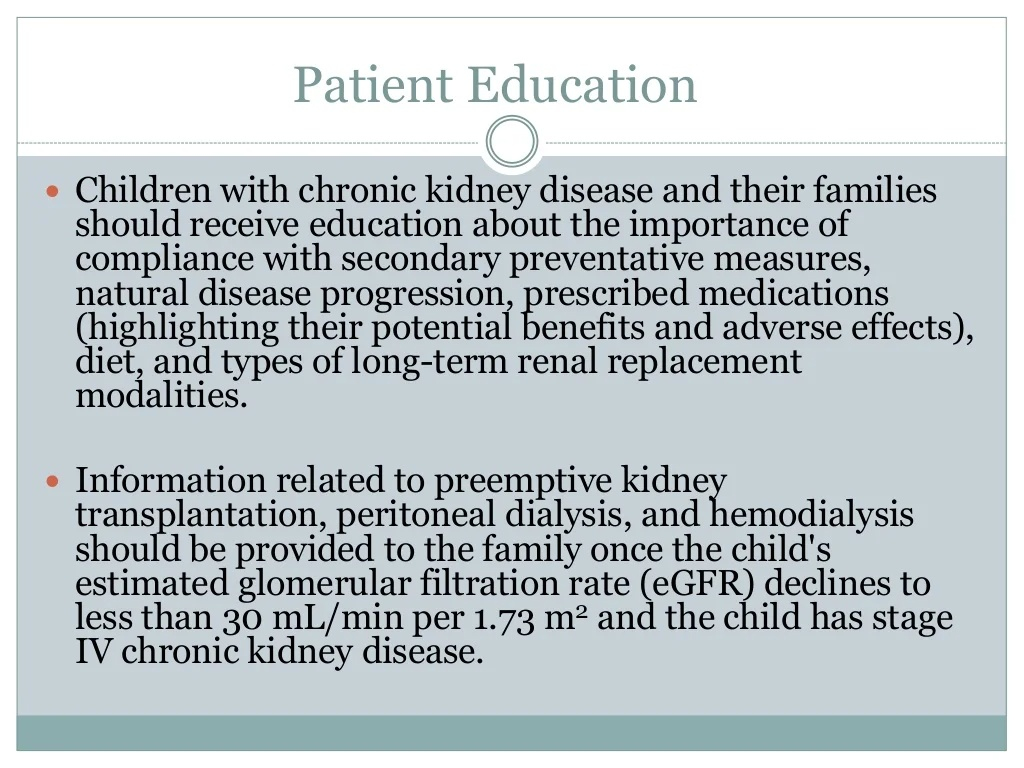 Patient Education
• Children with chronic kidney disease and their families
should receive education about the importance of
compliance with secondary preventative measures,
natural disease progression, prescribed medications
(highlighting their potential benefits and adverse effects),
diet, and types of long-term renal replacement
modalities.
• Information related to preemptive kidney
transplantation, peritoneal dialysis, and hemodialysis
should be provided to the family once the child's
estimated glomerular filtration rate (eGFR) declines to
less than 30 mL/min per 1.73 m² and the child has stage
IV chronic kidney disease.